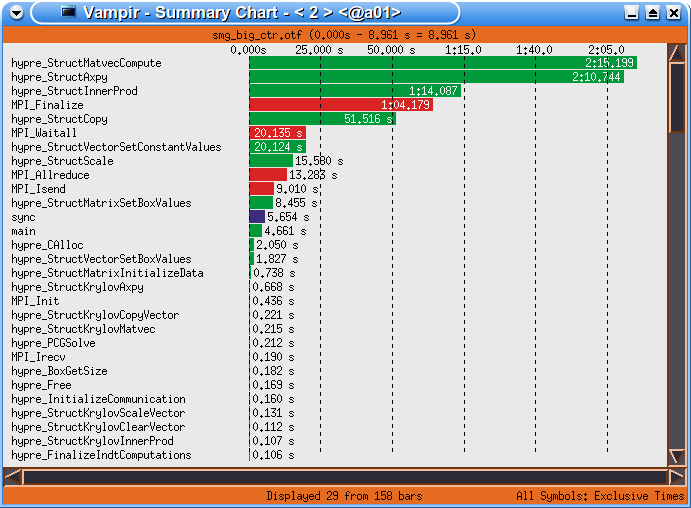 Vampir - Summary Chart - < 2 > <@a01>
smg_big_ctr.otf (0.000s - 8.961 s = 8.961 s)
0.000s 25.000 s 50.000 s 1:15.0 1:40.0 2:05.0
hypre_StructMatvecCompute 2:15.199
hypre_StructAxpy 2:10.744
hypre_StructInnerProd 1:14.087
MPI_Finalize 1:04.179
hypre_StructCopy 51.516 s
MPI_Waitall 20.135 s
hypre_StructVectorSetConstantValues 20.124 s
hypre_StructScale 15.580 s
MPI_Allreduce 13.283 s
MPI_Isend 9.010 s
hypre_StructMatrixSetBoxValues 8.455 s
sync 5.654 s
main 4.661 s
hypre_CAlloc 2.050 s
hypre_StructVectorSetBoxValues 1.827 s
hypre_StructMatrixInitializeData 0.738 s
hypre_StructKrylovAxpy 0.668 s
MPI_Init 0.436 s
hypre_StructKrylovCopyVector 0.221 s
hypre_StructKrylovMatvec 0.215 s
hypre_PCGSolve 0.212 s
MPI_Irecv 0.190 s
hypre_BoxGetSize 0.182 s
hypre_Free 0.169 s
hypre_InitializeCommunication 0.160 s
hypre_StructKrylovScaleVector 0.131 s
hypre_StructKrylovClearVector 0.112 s
hypre_StructKrylovInnerProd 0.107 s
hypre_FinalizeIndtComputations 0.106 s
Displayed 29 from 158 bars All Symbols: Exclusive Times